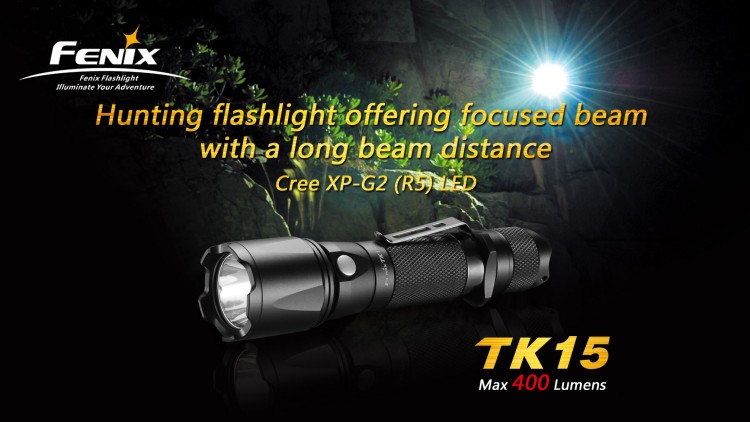 FENIX
Fenix Flashlight
Illuminate Your Adventure
Hunting flashlight offering focused beam
with a long beam distance
Cree XP-G2 (R5) LED
TK15
Max 400 Lumens